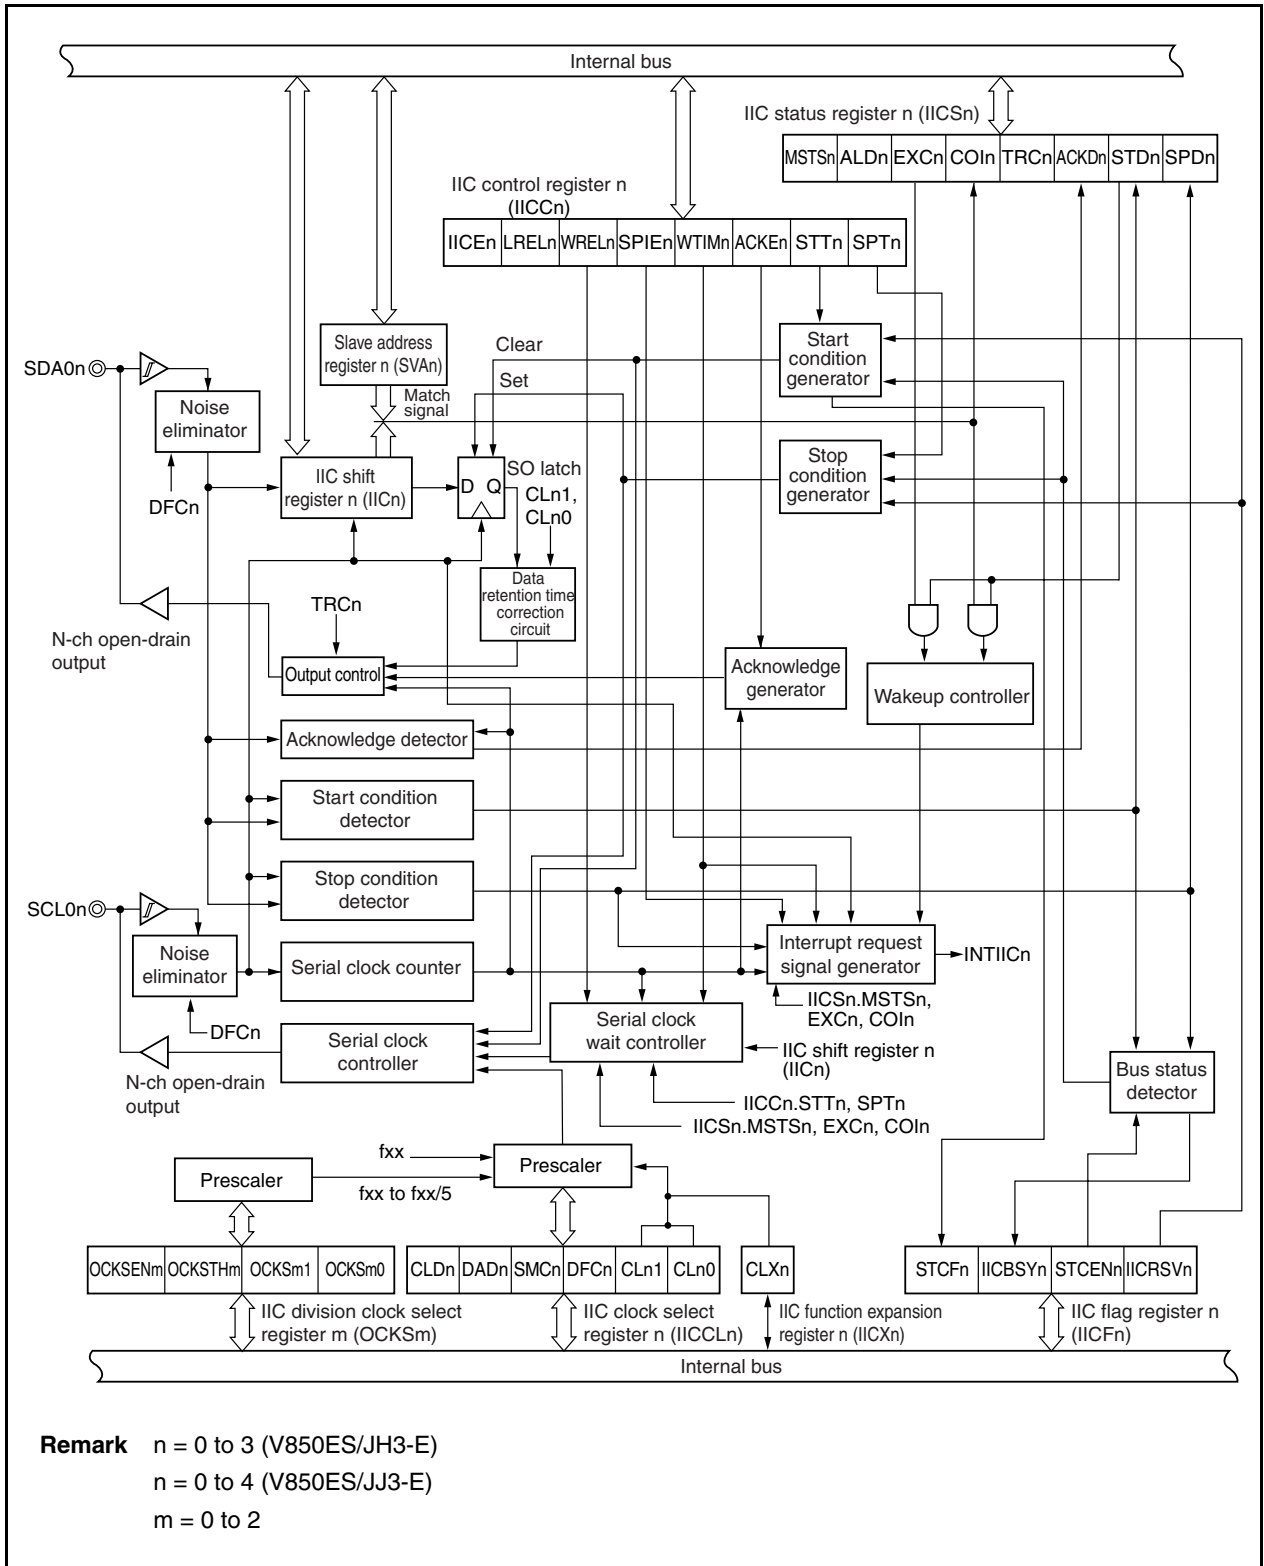 Internal bus
IIC status register n (IICSn)
MSTSn ALDn EXCn COIn TRCn ACKDn STDn SPDn
IIC control register n
(IICCn)
IICEn LRELn WRELn SPIEn WTIMn ACKEn STTn SPTn
Slave address
register n (SVAn)
Clear
Start
condition
generator
SDA0n
Set
Match
signal
Noise
eliminator
DFCn
IIC shift
register n (IICn)
D Q
SO latch
CLn1,
CLn0
Stop
condition
generator
Data
retention time
correction
circuit
TRCn
N-ch open-drain
output
Output control
Acknowledge
generator
Wakeup controller
Acknowledge detector
Start condition
detector
Stop condition
detector
SCL0n
Noise
eliminator
DFCn
Serial clock counter
Interrupt request
signal generator
INTIICn
IICSn.MSTSn,
EXCn, COIn
Serial clock
controller
Serial clock
wait controller
IIC shift register n
(IICn)
Bus status
detector
N-ch open-drain
output
IICCn.STTn, SPTn
IICSn.MSTSn, EXCn, COIn
fxx
Prescaler
Prescaler
fxx to fxx/5
OCKSENm OCKSTHm OCKSm1 OCKSm0
CLDn DADn SMCn DFCn CLn1 CLn0
CLXn
STCFn IICBSYn STCENn IICRSVn
IIC division clock select
register m (OCKSm)
IIC clock select
register n (IICCLn)
IIC function expansion
register n (IICXn)
IIC flag register n
(IICFn)
Internal bus
Remark n = 0 to 3 (V850ES/JH3-E)
n = 0 to 4 (V850ES/JJ3-E)
m = 0 to 2